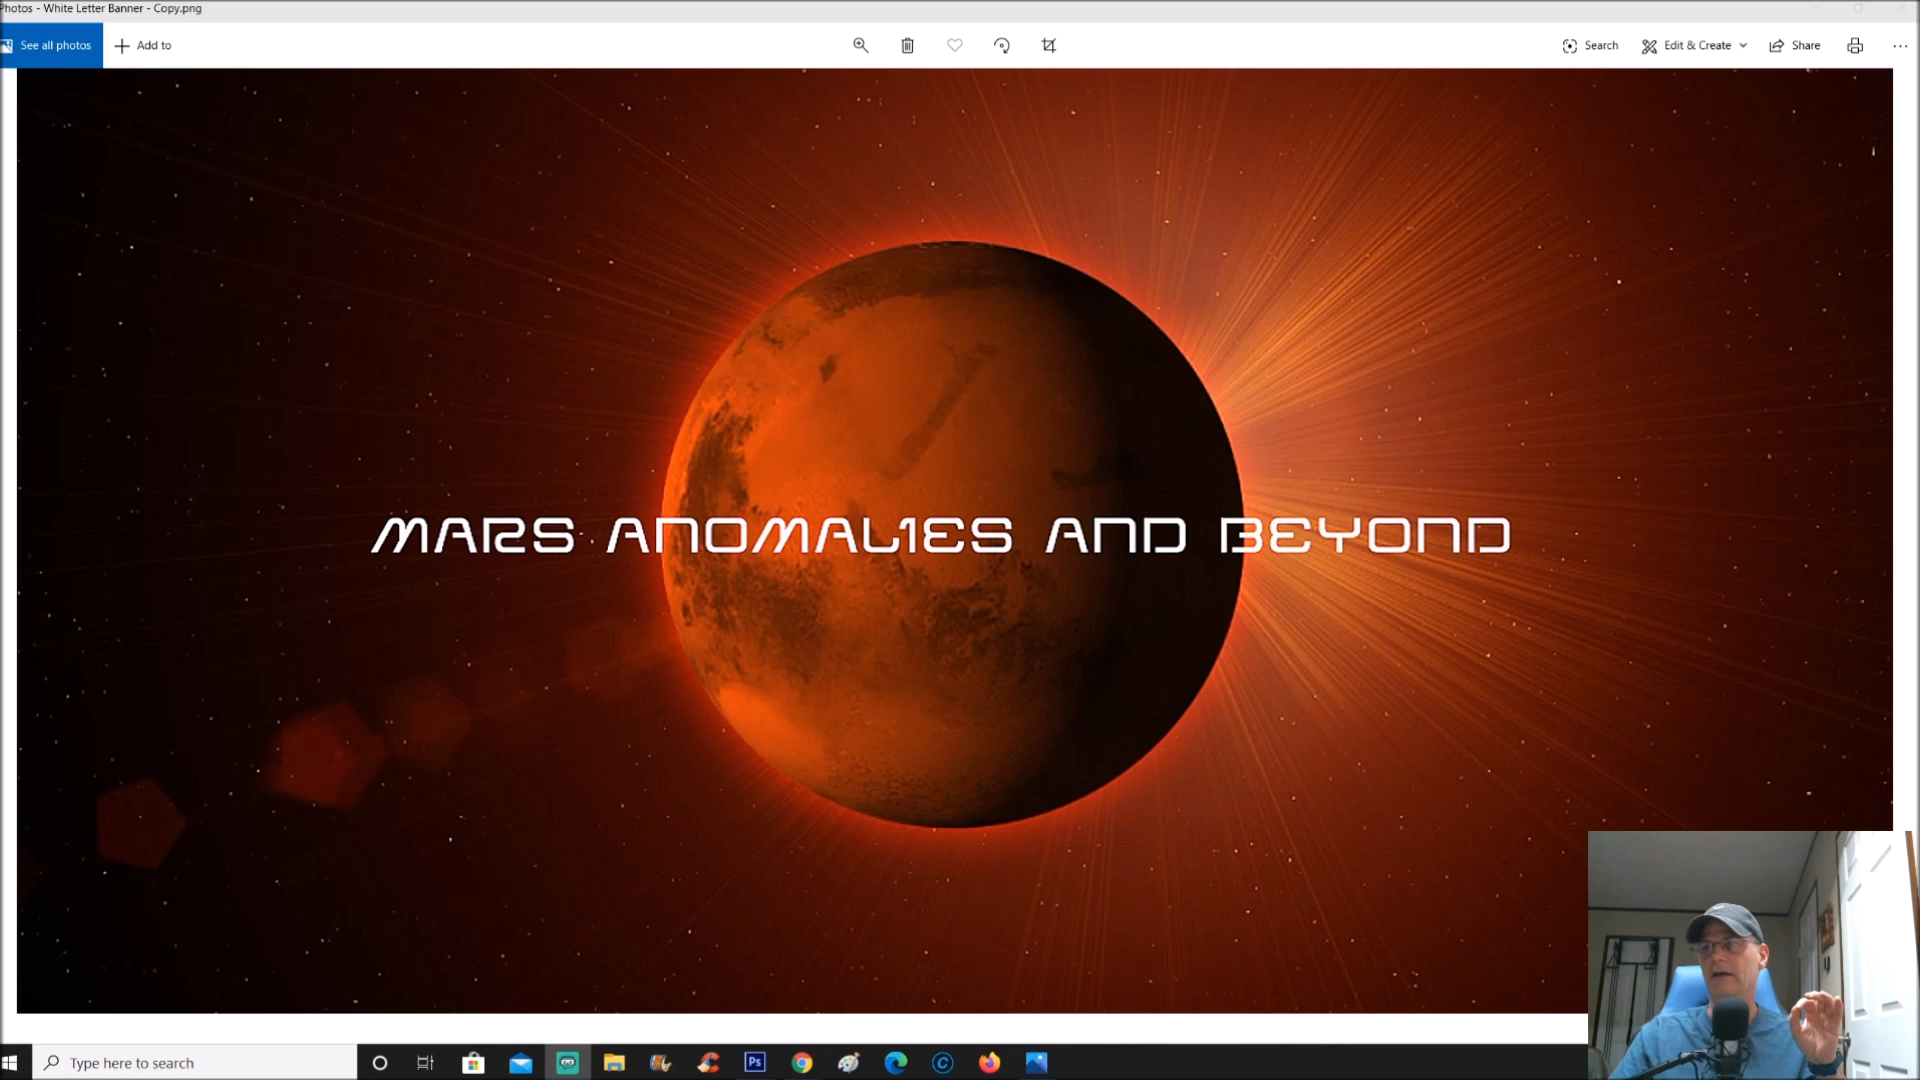 Photos - White Letter Banner - Copy.png
See all photos
Add to
Search
Edit & Create
Share
MARS ANOMALIES AND BEYOND
Type here to search
Ps